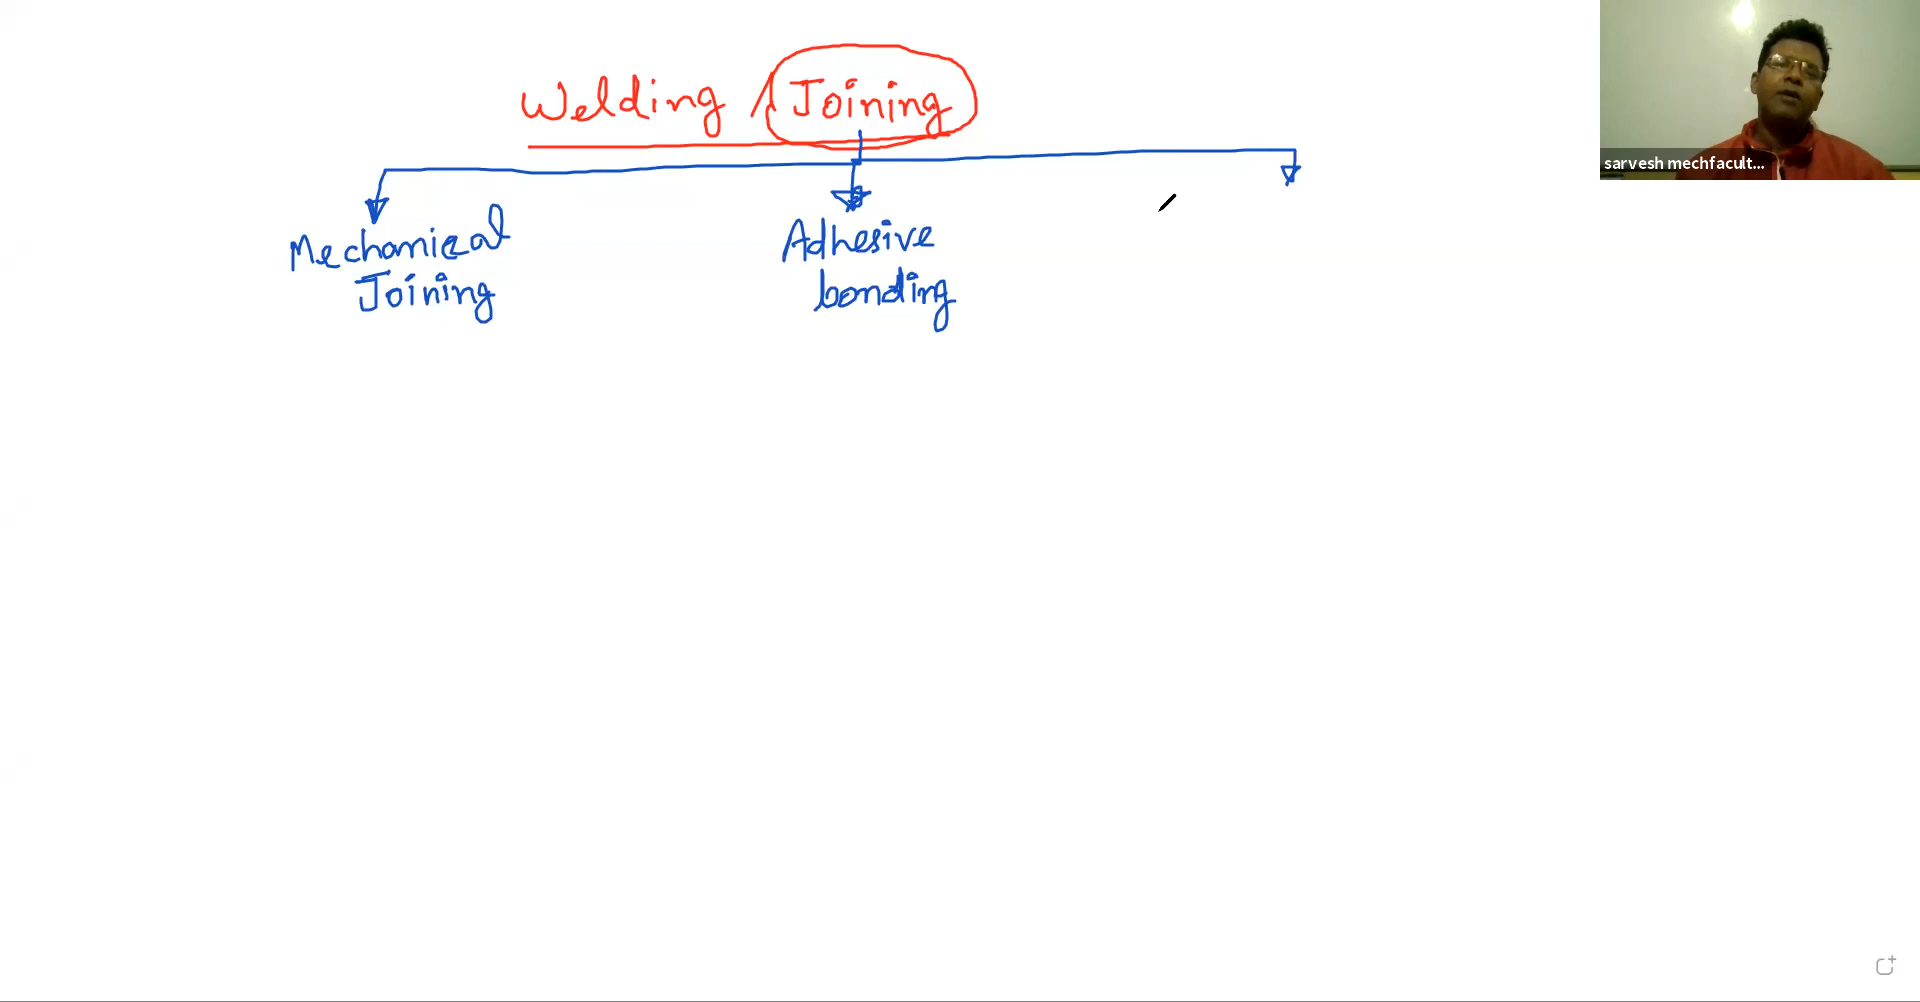 Welding / Joining
sarvesh mechfacult...
Mechanical
Joining
Adhesive
bonding